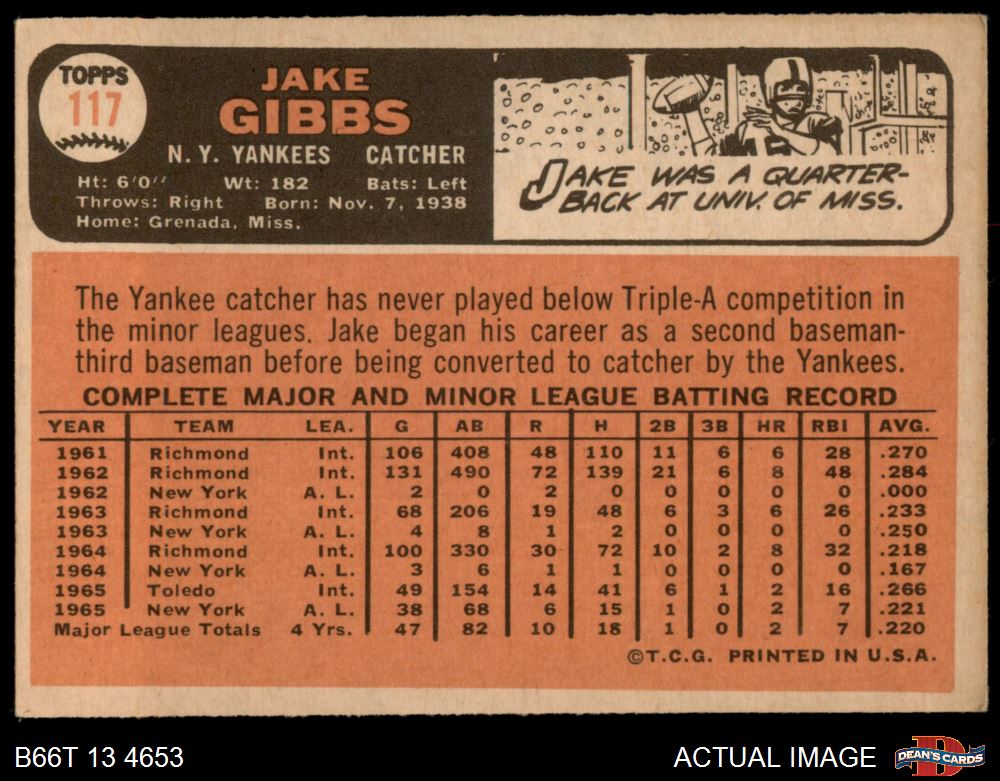 TOPPS
117
JAKE
GIBBS
N. Y. YANKEES CATCHER
Ht: 6'0" Wt: 182 Bats: Left
Throws: Right Born: Nov. 7, 1938
Home: Grenada, Miss.
JAKE WAS A QUARTER-
BACK AT UNIV. OF MISS.
The Yankee catcher has never played below Triple-A competition in
the minor leagues. Jake began his career as a second baseman-
third baseman before being converted to catcher by the Yankees.
COMPLETE MAJOR AND MINOR LEAGUE BATTING RECORD
YEAR TEAM LEA. G AB R H 2B 3B HR RBI AVG.
1961 Richmond Int. 106 408 48 110 11 6 6 28 .270
1962 Richmond Int. 131 490 72 139 21 6 8 48 .284
1962 New York A. L. 2 0 2 0 0 0 0 0 .000
1963 Richmond Int. 68 206 19 48 6 3 6 26 .233
1963 New York A. L. 4 8 1 2 0 0 0 0 .250
1964 Richmond Int. 100 330 30 72 10 2 8 32 .218
1964 New York A. L. 3 6 1 1 0 0 0 0 .167
1965 Toledo Int. 49 154 14 41 6 1 2 16 .266
1965 New York A. L. 38 68 6 15 1 0 2 7 .221
Major League Totals 4 Yrs. 47 82 10 18 1 0 2 7 .220
©T.C.G. PRINTED IN U.S.A.
B66T 13 4653
ACTUAL IMAGE
DEAN'S CARDS